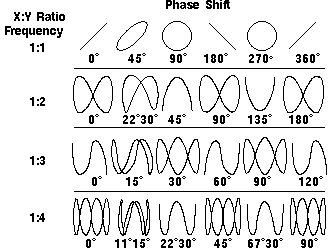 Phase Shift
X:Y Ratio
Frequency
1:1
0° 45° 90° 180° 270° 360°
1:2
0° 22°30° 45° 90° 135° 180°
1:3
0° 15° 30° 60° 90° 120°
1:4
0° 11°15° 22°30° 45° 67°30° 90°